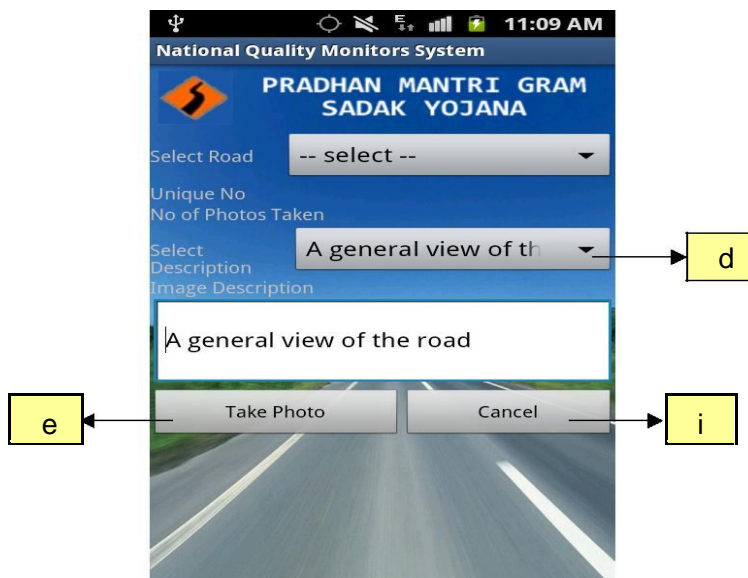 E 11:09 AM
National Quality Monitors System
PRADHAN MANTRI GRAM
SADAK YOJANA
Select Road
-- select --
Unique No
No of Photos Taken
Select
Description
A general view of th
d
Image Description
A general view of the road
e
Take Photo
Cancel
i